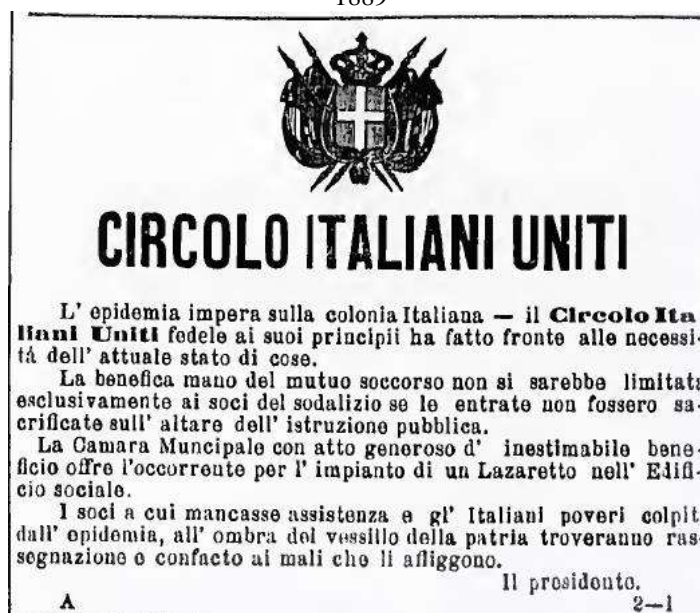 1889
CIRCOLO ITALIANI UNITI
L' epidemia impera sulla colonia Italiana — il Circolo Ita
liani Uniti fedele ai suoi principii ha fatto fronte alle necessi-
tá dell' attuale stato di cose.
La benefica mano del mutuo soccorso non si sarebbe limitata
esclusivamente ai soci del sodalizio se le entrate non fossero sa-
crificate sull' altare dell' istruzione pubblica.
La Camara Muncipale con atto generoso d' inestimabile bene-
ficio offre l'occorrente per l' impianto di un Lazaretto nell' Edifi-
cio sociale.
I soci a cui mancasse assistenza e gl' Italiani poveri colpit
dall' epidemia, all' ombra del vessillo della patria troveranno ras-
segnazione e confacto ai mali che li affliggono.
Il presidente.
A 2—1